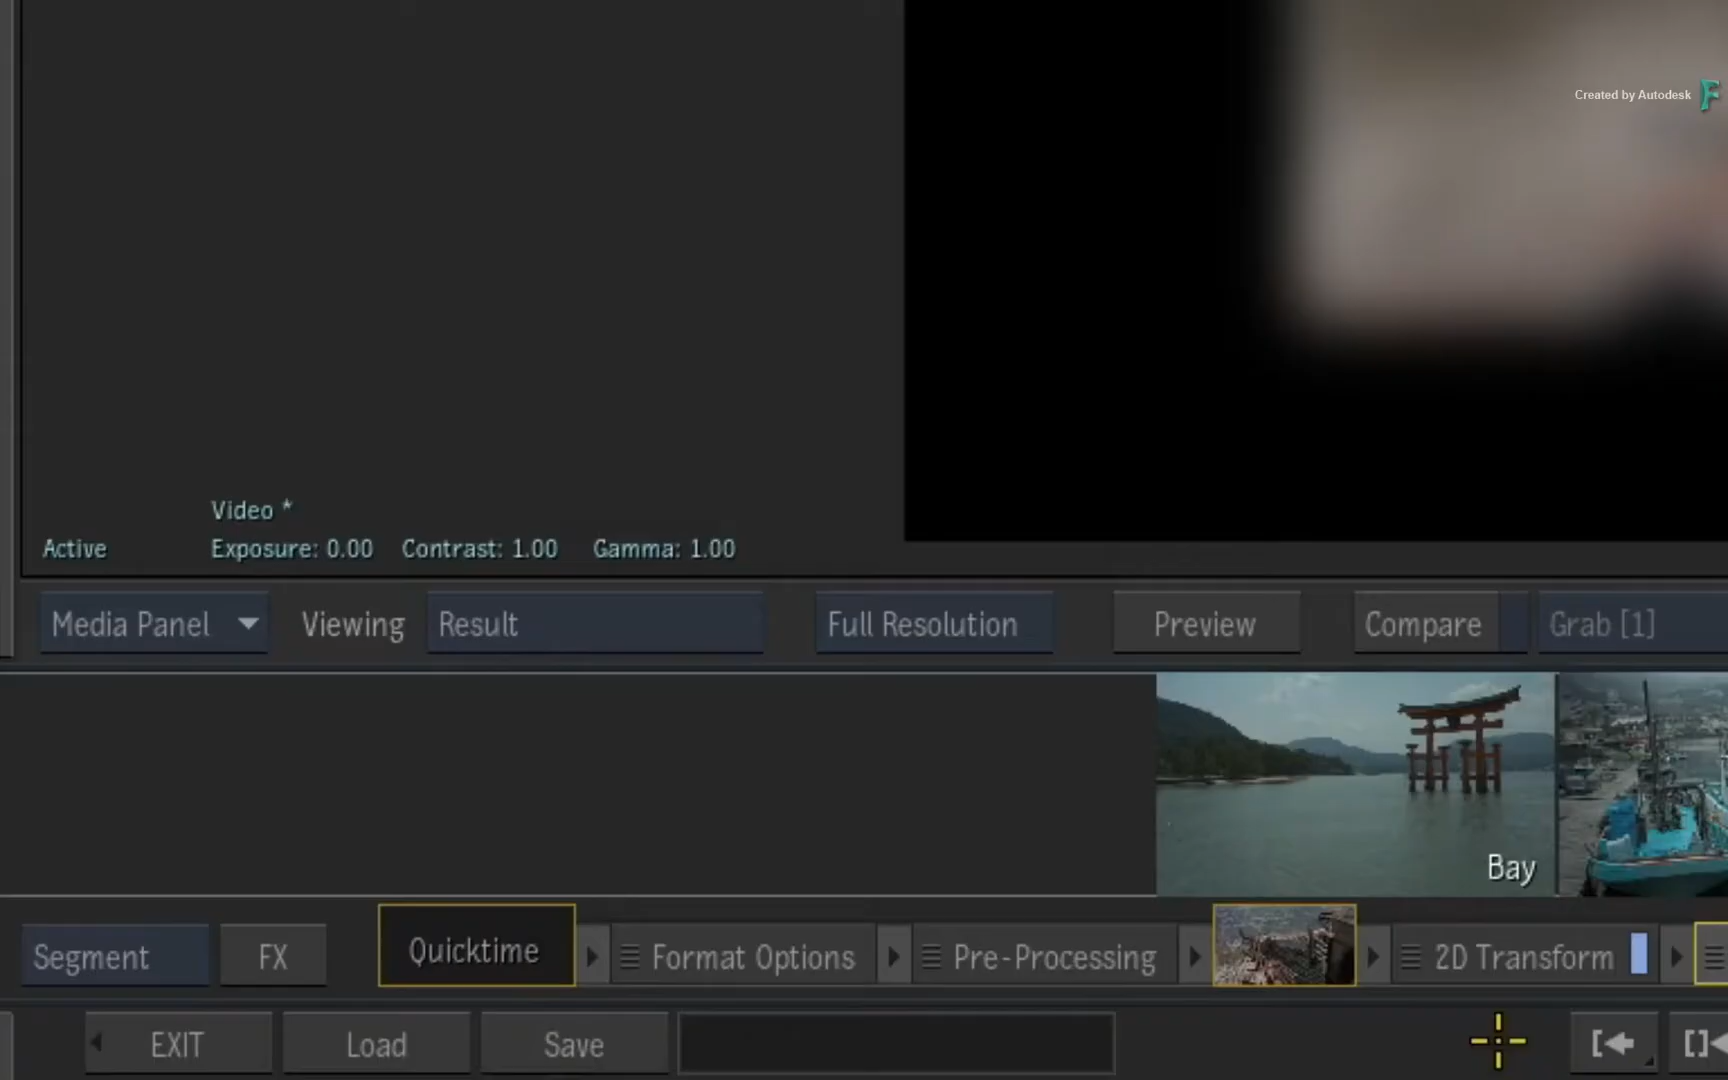 Created by Autodesk
Video *
Active Exposure: 0.00 Contrast: 1.00 Gamma: 1.00
Media Panel Viewing Result Full Resolution Preview Compare Grab [1]
Bay
Segment FX Quicktime Format Options Pre-Processing 2D Transform
EXIT Load Save